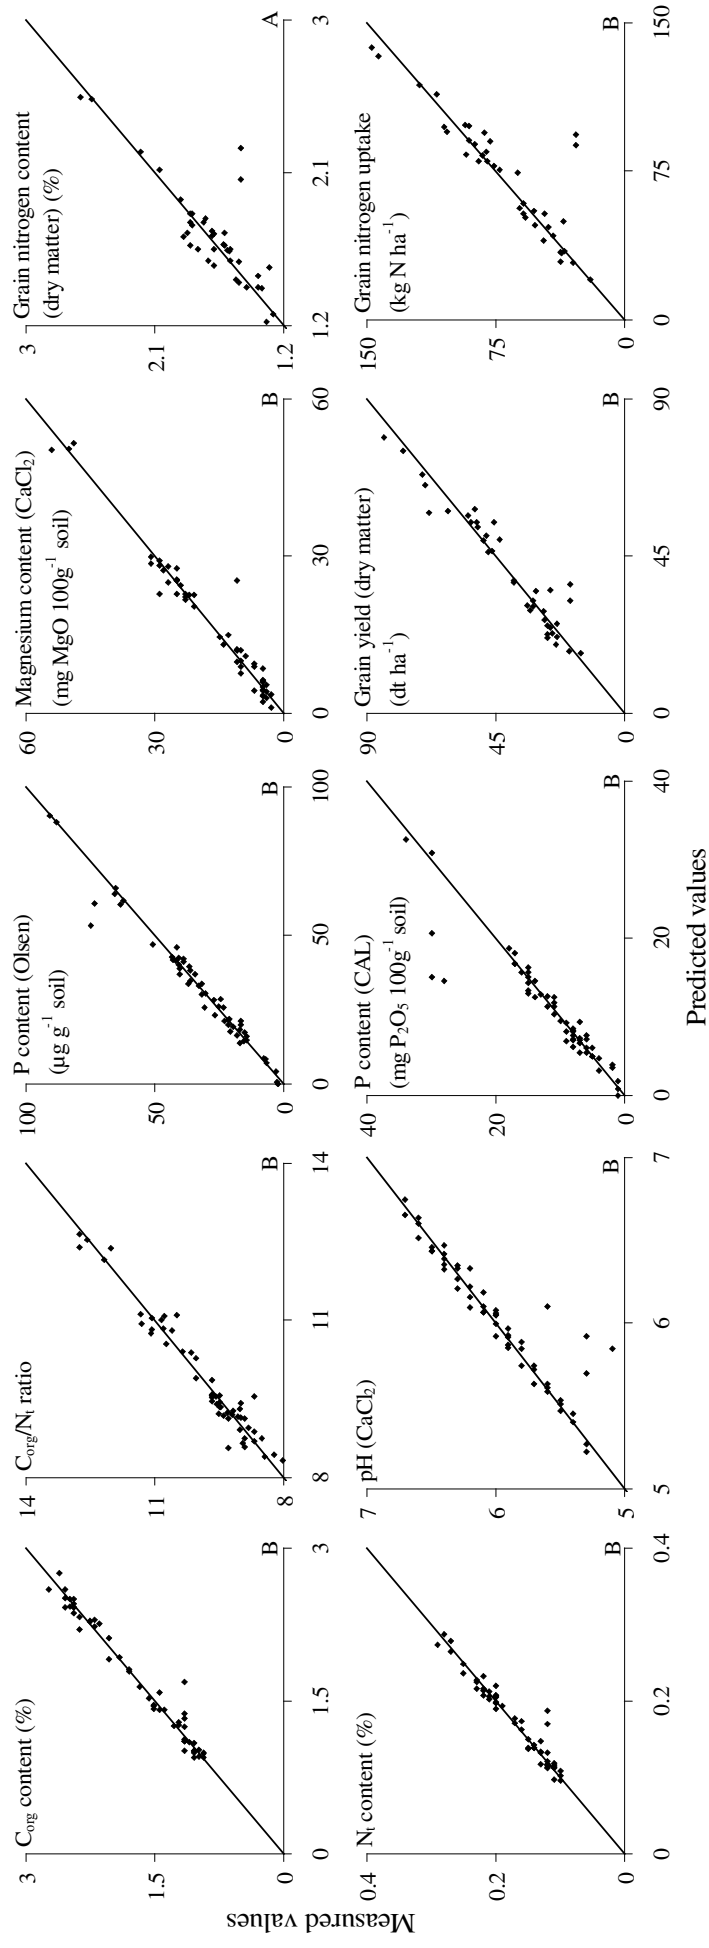 Measured values
C_org content (%)
3
1.5
0
0
1.5
3
B
C_org/N_t ratio
14
11
8
8
11
14
B
P content (Olsen)
(µg g⁻¹ soil)
100
50
0
0
50
100
B
Magnesium content (CaCl₂)
(mg MgO 100g⁻¹ soil)
60
30
0
0
30
60
B
Grain nitrogen content
(dry matter) (%)
3
2.1
1.2
1.2
2.1
3
A
N_t content (%)
0.4
0.2
0
0
0.2
0.4
B
pH (CaCl₂)
7
6
5
5
6
7
B
P content (CAL)
(mg P₂O₅ 100g⁻¹ soil)
40
20
0
0
20
40
B
Grain yield (dry matter)
(dt ha⁻¹)
90
45
0
0
45
90
B
Grain nitrogen uptake
(kg N ha⁻¹)
150
75
0
0
75
150
B
Predicted values